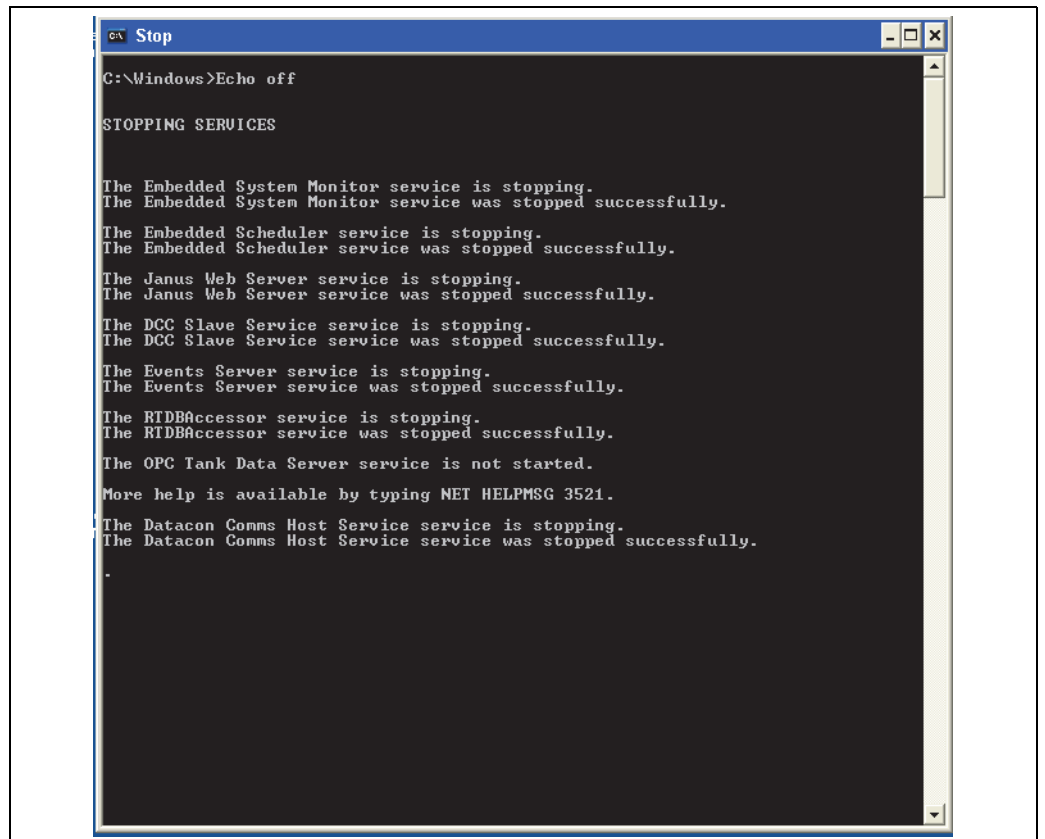 Stop
C:\Windows>Echo off
STOPPING SERVICES
The Embedded System Monitor service is stopping.
The Embedded System Monitor service was stopped successfully.
The Embedded Scheduler service is stopping.
The Embedded Scheduler service was stopped successfully.
The Janus Web Server service is stopping.
The Janus Web Server service was stopped successfully.
The DCC Slave Service service is stopping.
The DCC Slave Service service was stopped successfully.
The Events Server service is stopping.
The Events Server service was stopped successfully.
The RTDBAccessor service is stopping.
The RTDBAccessor service was stopped successfully.
The OPC Tank Data Server service is not started.
More help is available by typing NET HELPMSG 3521.
The Datacon Comms Host Service service is stopping.
The Datacon Comms Host Service service was stopped successfully.
.